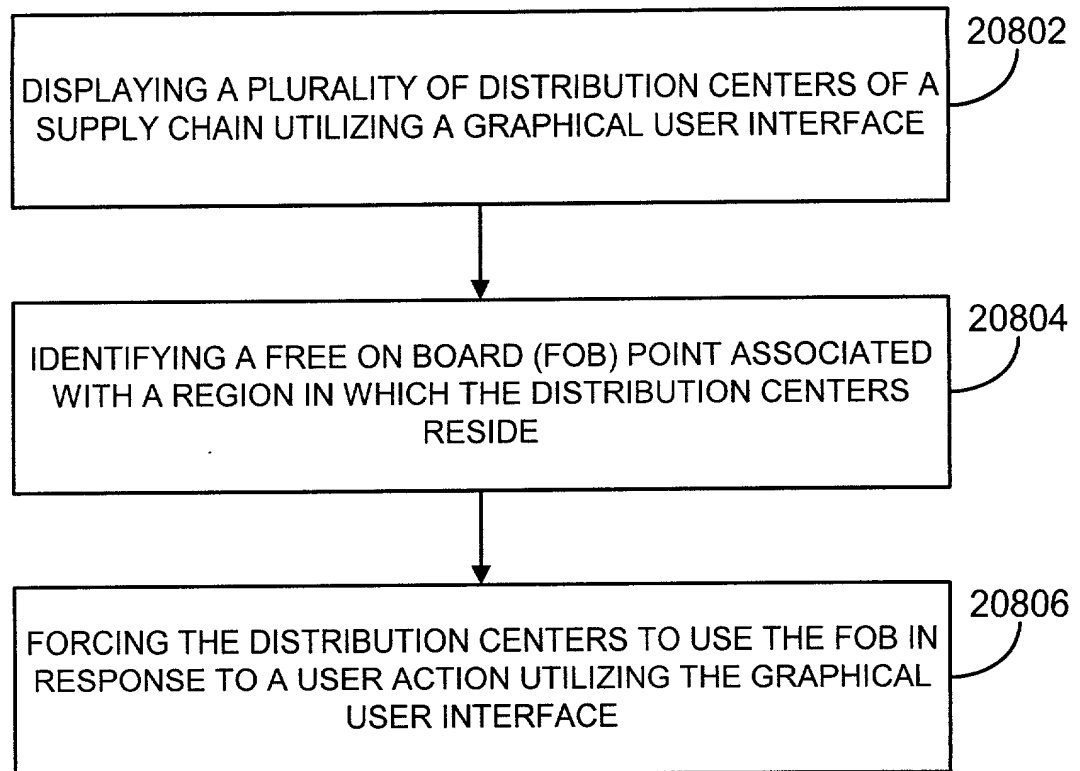 20802
DISPLAYING A PLURALITY OF DISTRIBUTION CENTERS OF A
SUPPLY CHAIN UTILIZING A GRAPHICAL USER INTERFACE
20804
IDENTIFYING A FREE ON BOARD (FOB) POINT ASSOCIATED
WITH A REGION IN WHICH THE DISTRIBUTION CENTERS
RESIDE
20806
FORCING THE DISTRIBUTION CENTERS TO USE THE FOB IN
RESPONSE TO A USER ACTION UTILIZING THE GRAPHICAL
USER INTERFACE